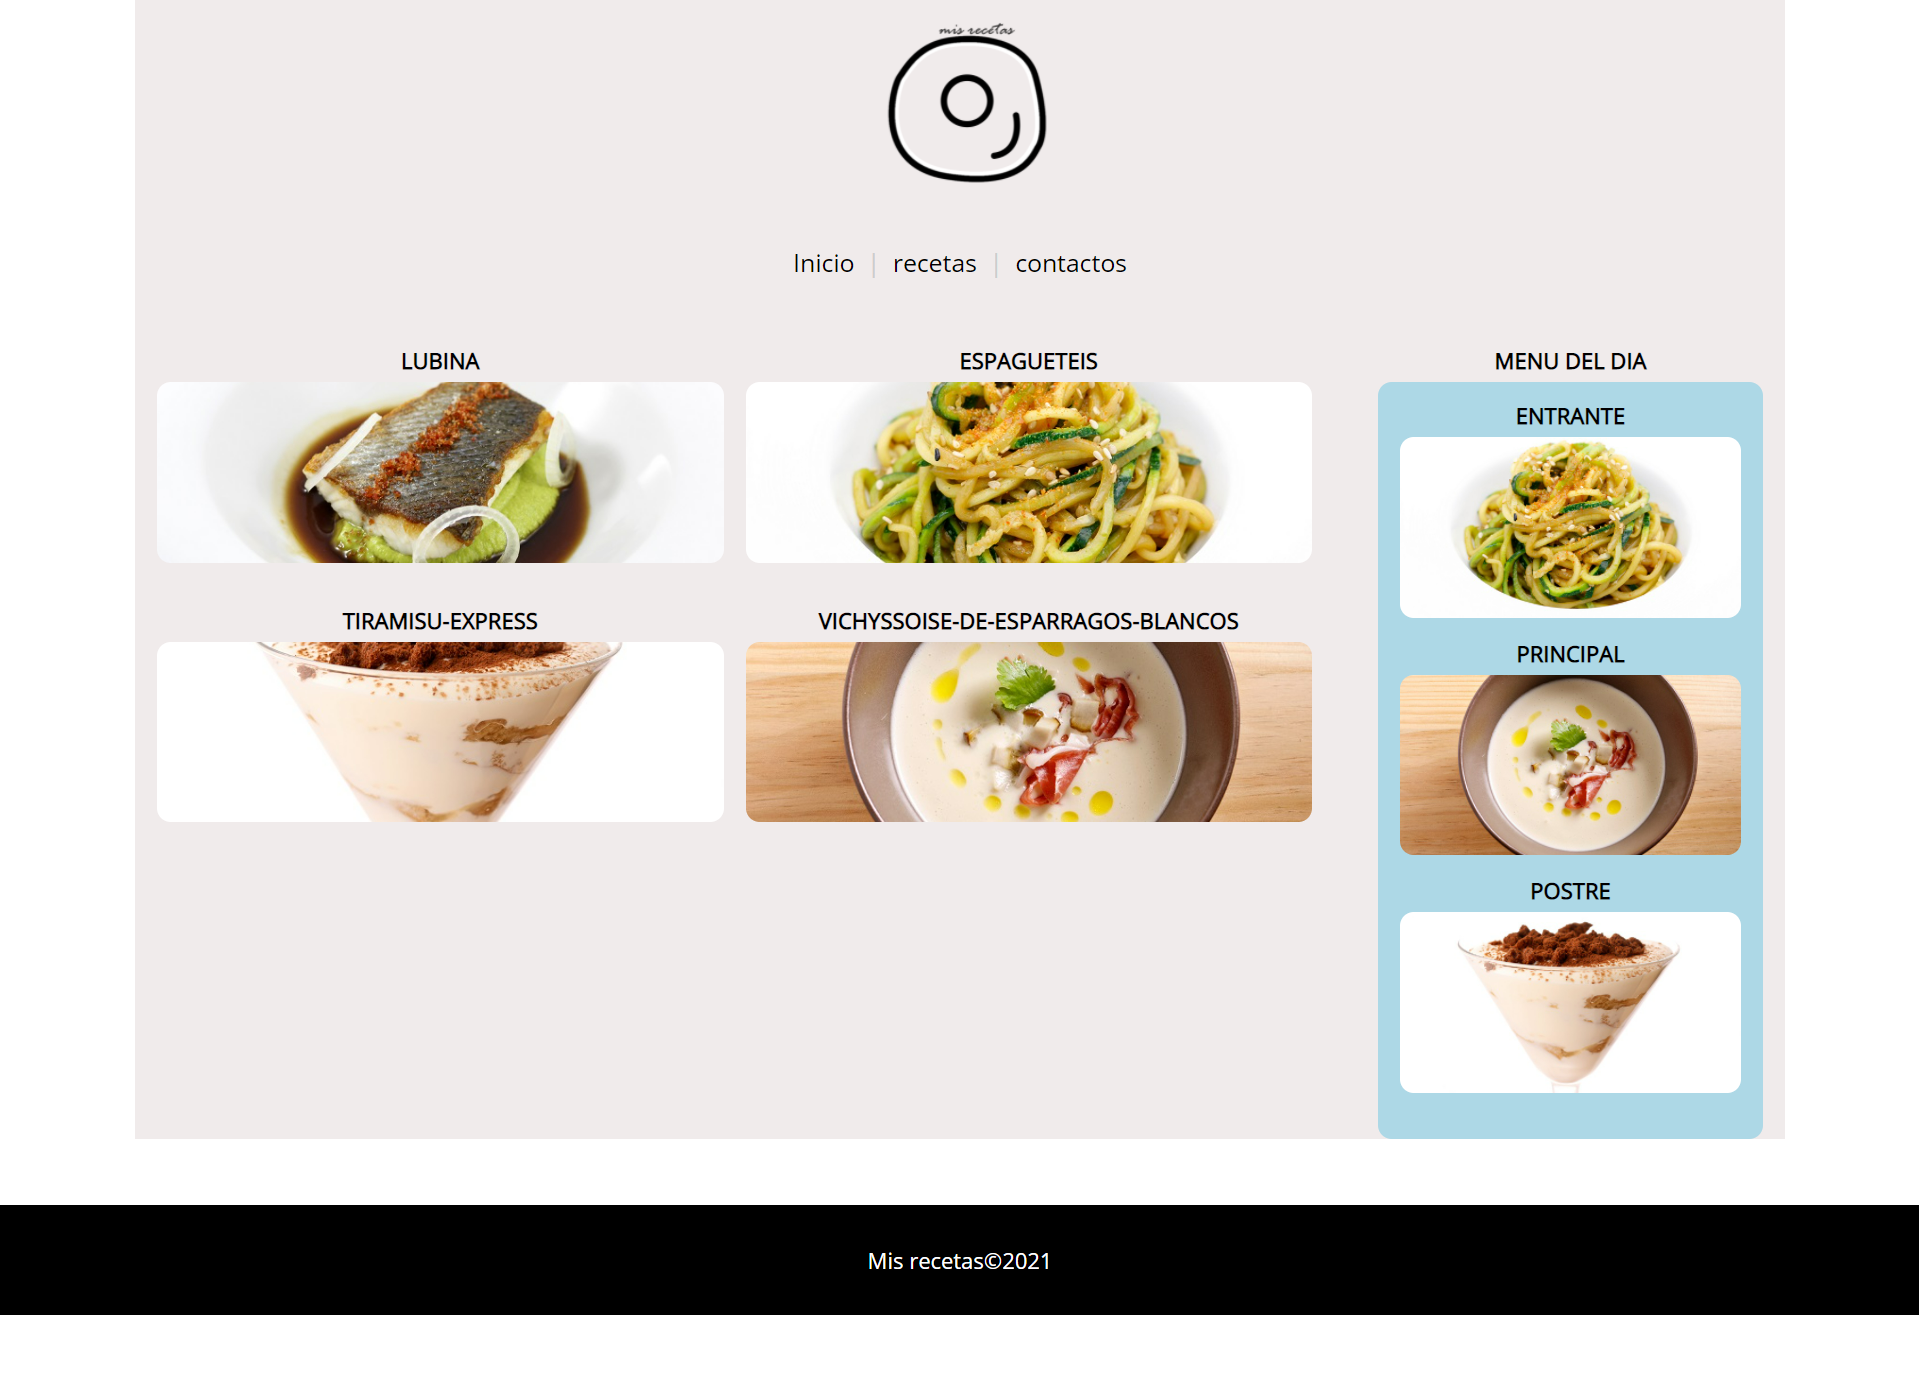 mis recetas
Inicio | recetas | contactos
LUBINA
ESPAGUETEIS
TIRAMISU-EXPRESS
VICHYSSOISE-DE-ESPARRAGOS-BLANCOS
MENU DEL DIA
ENTRANTE
PRINCIPAL
POSTRE
Mis recetas©2021